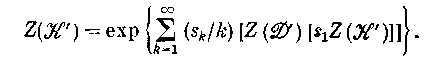 Z(ℋ′) = exp { ∑_{k=1}^{∞} (s_k/k) [Z (𝒟′) [s_1 Z (ℋ′)]] }.